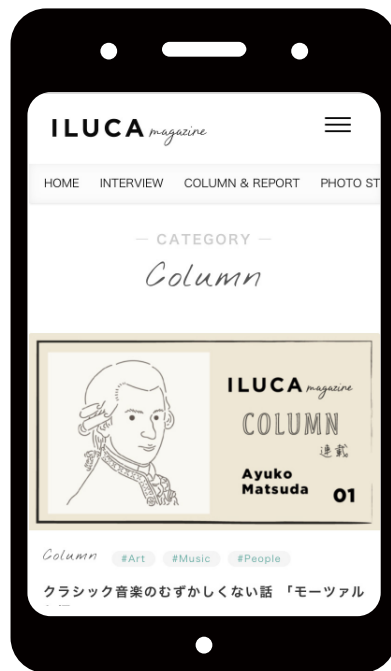 ILUCA magazine
HOME INTERVIEW COLUMN & REPORT PHOTO ST
— CATEGORY —
Column
ILUCA magazine
COLUMN
連載
Ayuko
Matsuda
01
Column #Art #Music #People
クラシック音楽のむずかしくない話 「モーツァル